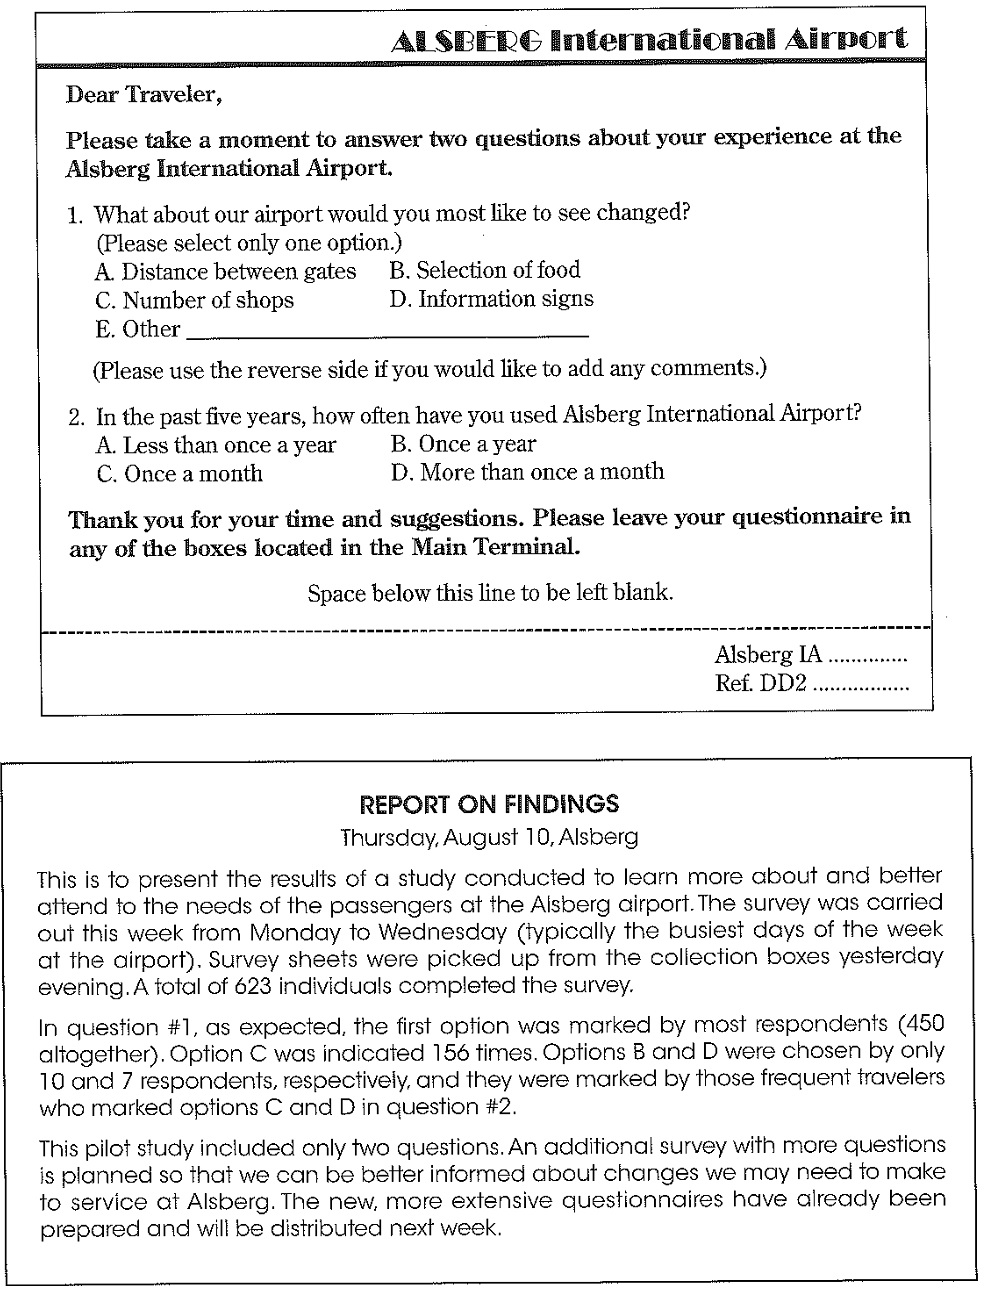 ALSBERG International Airport
Dear Traveler,
Please take a moment to answer two questions about your experience at the
Alsberg International Airport.
1. What about our airport would you most like to see changed?
(Please select only one option.)
A. Distance between gates B. Selection of food
C. Number of shops D. Information signs
E. Other ____________________
(Please use the reverse side if you would like to add any comments.)
2. In the past five years, how often have you used Alsberg International Airport?
A. Less than once a year B. Once a year
C. Once a month D. More than once a month
Thank you for your time and suggestions. Please leave your questionnaire in
any of the boxes located in the Main Terminal.
Space below this line to be left blank.
Alsberg IA ..............
Ref. DD2 .................
REPORT ON FINDINGS
Thursday, August 10, Alsberg
This is to present the results of a study conducted to learn more about and better
attend to the needs of the passengers at the Alsberg airport. The survey was carried
out this week from Monday to Wednesday (typically the busiest days of the week
at the airport). Survey sheets were picked up from the collection boxes yesterday
evening. A total of 623 individuals completed the survey.
In question #1, as expected, the first option was marked by most respondents (450
altogether). Option C was indicated 156 times. Options B and D were chosen by only
10 and 7 respondents, respectively, and they were marked by those frequent travelers
who marked options C and D in question #2.
This pilot study included only two questions. An additional survey with more questions
is planned so that we can be better informed about changes we may need to make
to service at Alsberg. The new, more extensive questionnaires have already been
prepared and will be distributed next week.